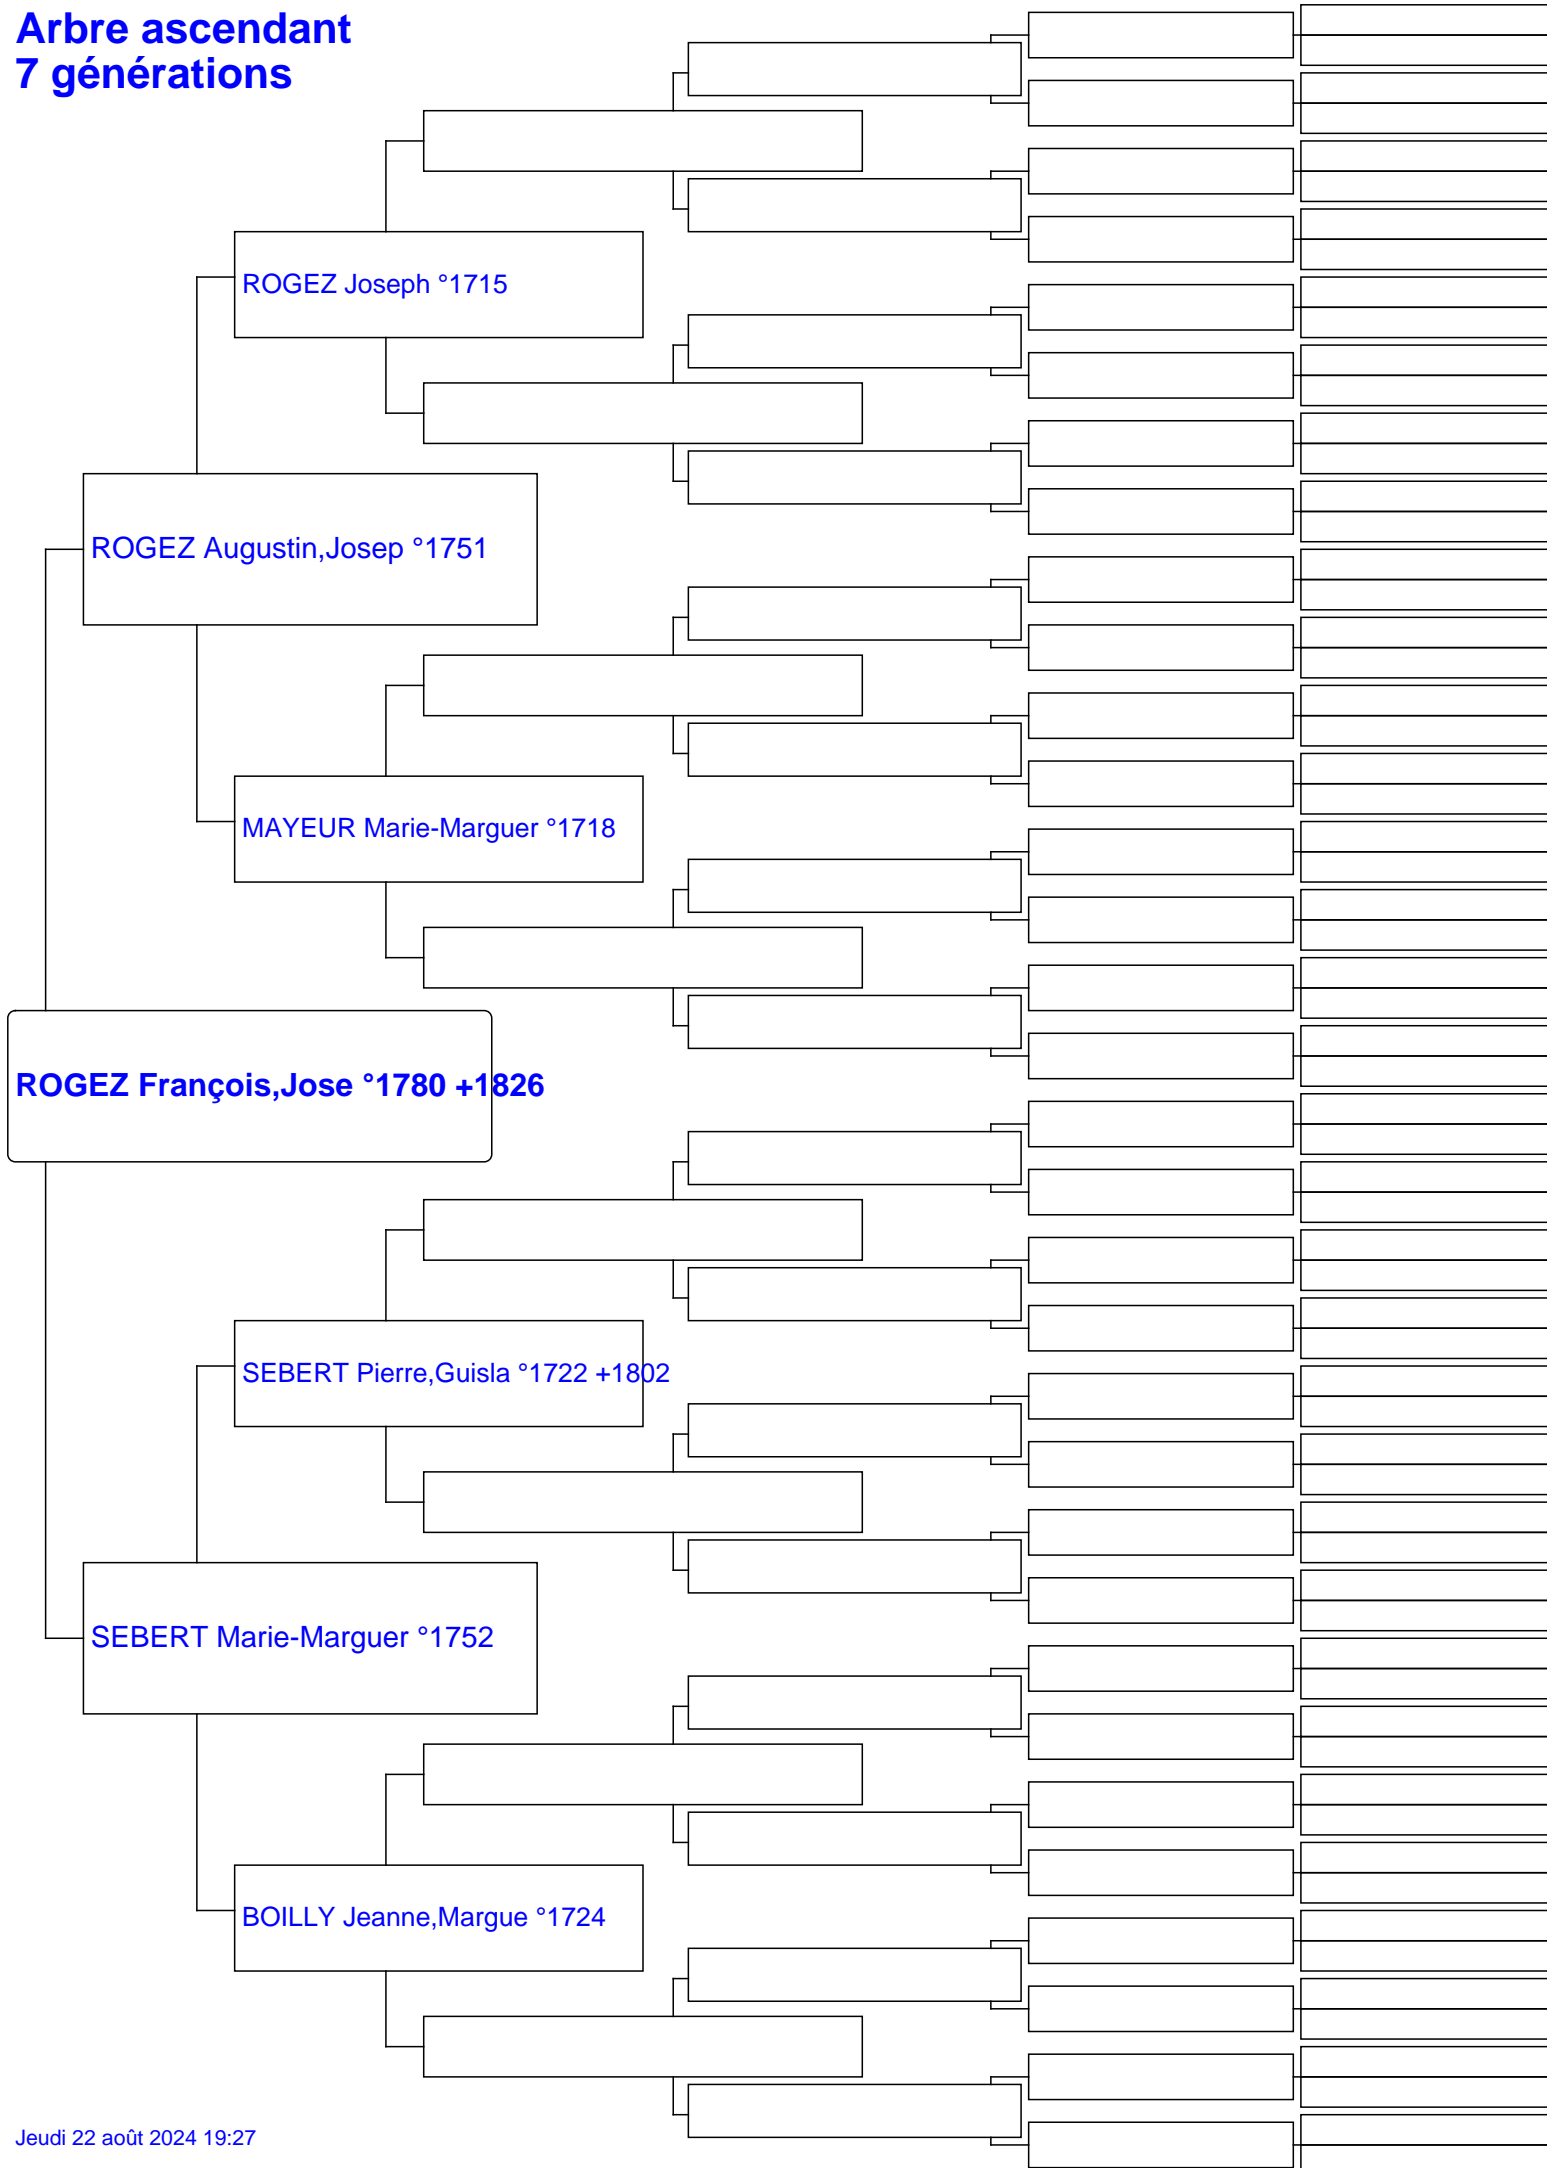 Arbre ascendant
7 générations
ROGEZ Joseph °1715
ROGEZ Augustin,Josep °1751
MAYEUR Marie-Marguer °1718
ROGEZ François,Jose °1780 +1826
SEBERT Pierre,Guisla °1722 +1802
SEBERT Marie-Marguer °1752
BOILLY Jeanne,Margue °1724
Jeudi 22 août 2024 19:27